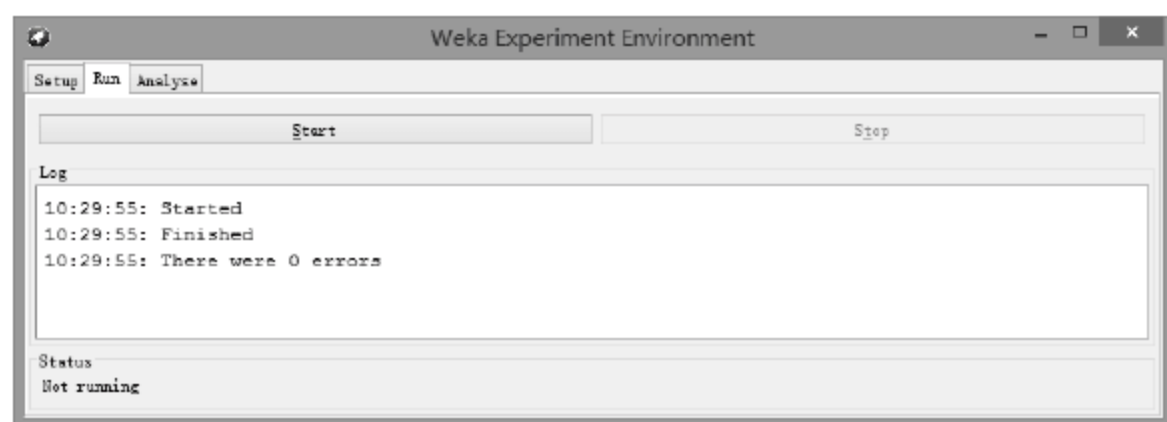 Weka Experiment Environment
Setup Run Analyse
Start Stop
Log
10:29:55: Started
10:29:55: Finished
10:29:55: There were 0 errors
Status
Not running